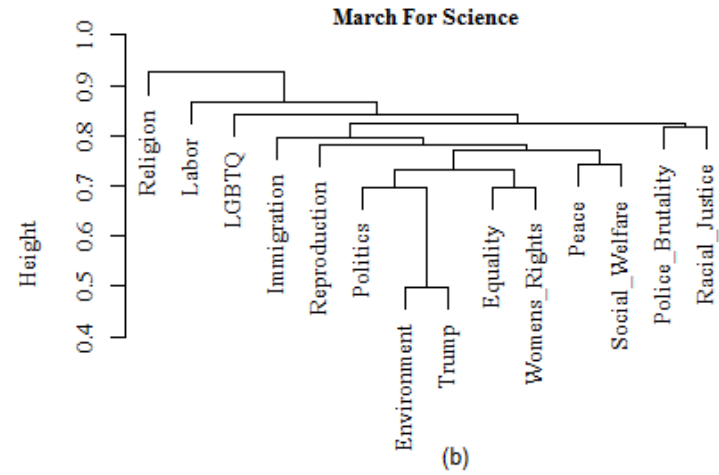 March For Science
Height
1.0
0.9
0.8
0.7
0.6
0.5
0.4
Religion
Labor
LGBTQ
Immigration
Reproduction
Politics
Environment
Trump
Equality
Womens_Rights
Peace
Social_Welfare
Police_Brutality
Racial_Justice
(b)